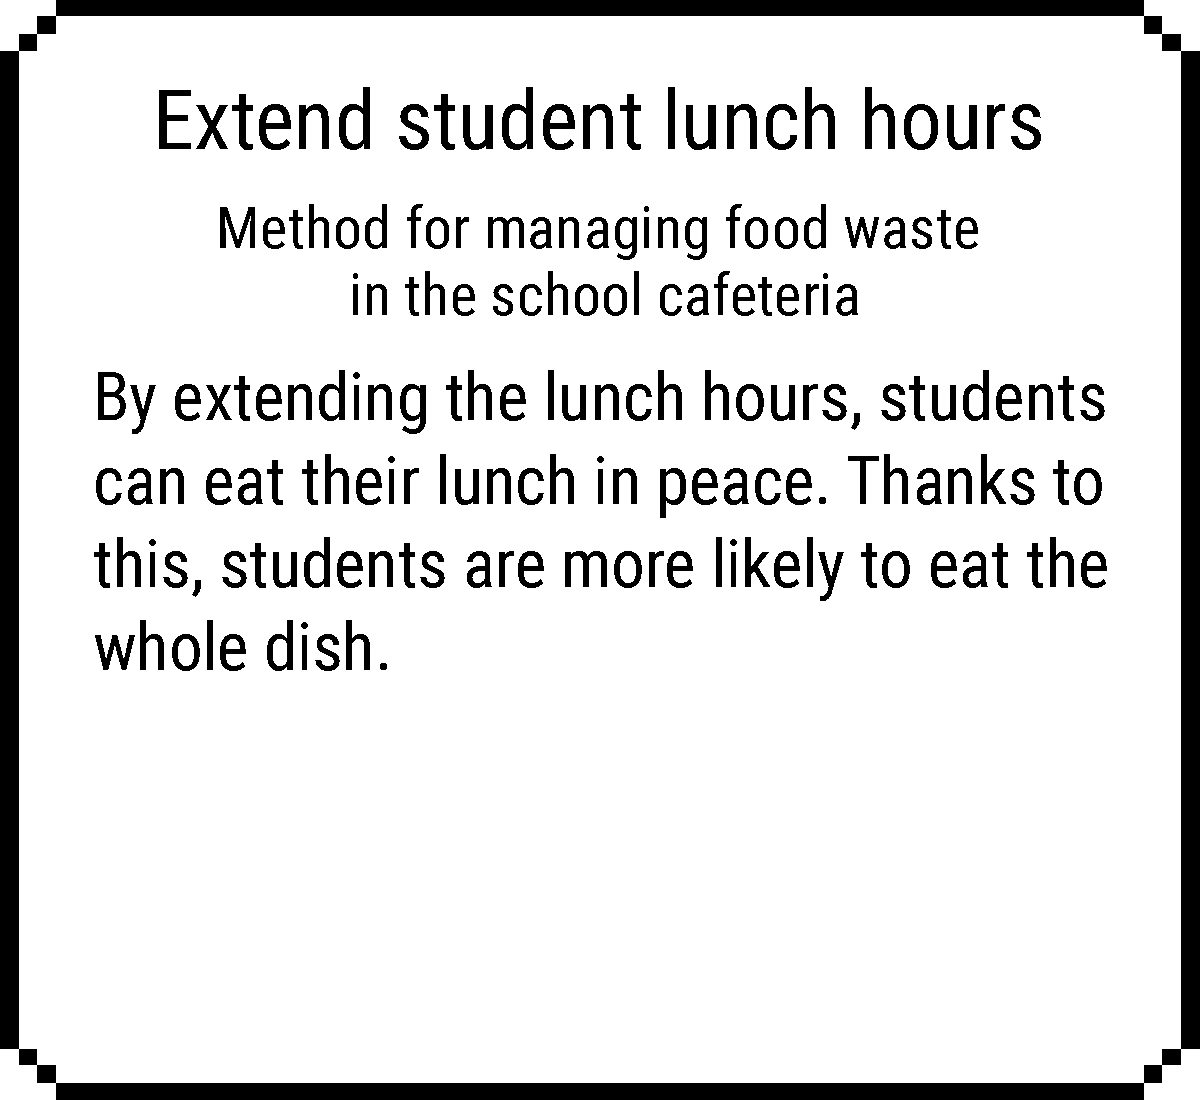 Extend student lunch hours
Method for managing food waste
in the school cafeteria
By extending the lunch hours, students
can eat their lunch in peace. Thanks to
this, students are more likely to eat the
whole dish.